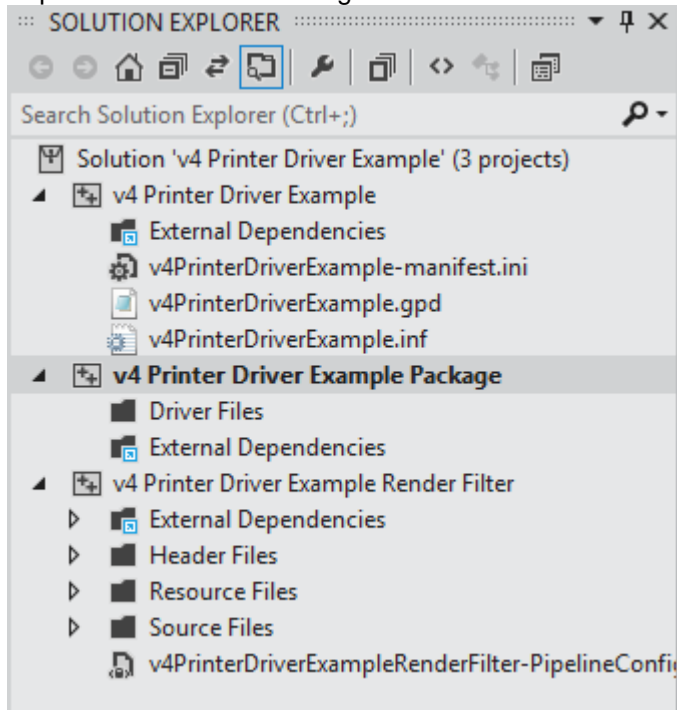 SOLUTION EXPLORER
Search Solution Explorer (Ctrl+;)
Solution 'v4 Printer Driver Example' (3 projects)
v4 Printer Driver Example
External Dependencies
v4PrinterDriverExample-manifest.ini
v4PrinterDriverExample.gpd
v4PrinterDriverExample.inf
v4 Printer Driver Example Package
Driver Files
External Dependencies
v4 Printer Driver Example Render Filter
External Dependencies
Header Files
Resource Files
Source Files
v4PrinterDriverExampleRenderFilter-PipelineConfi